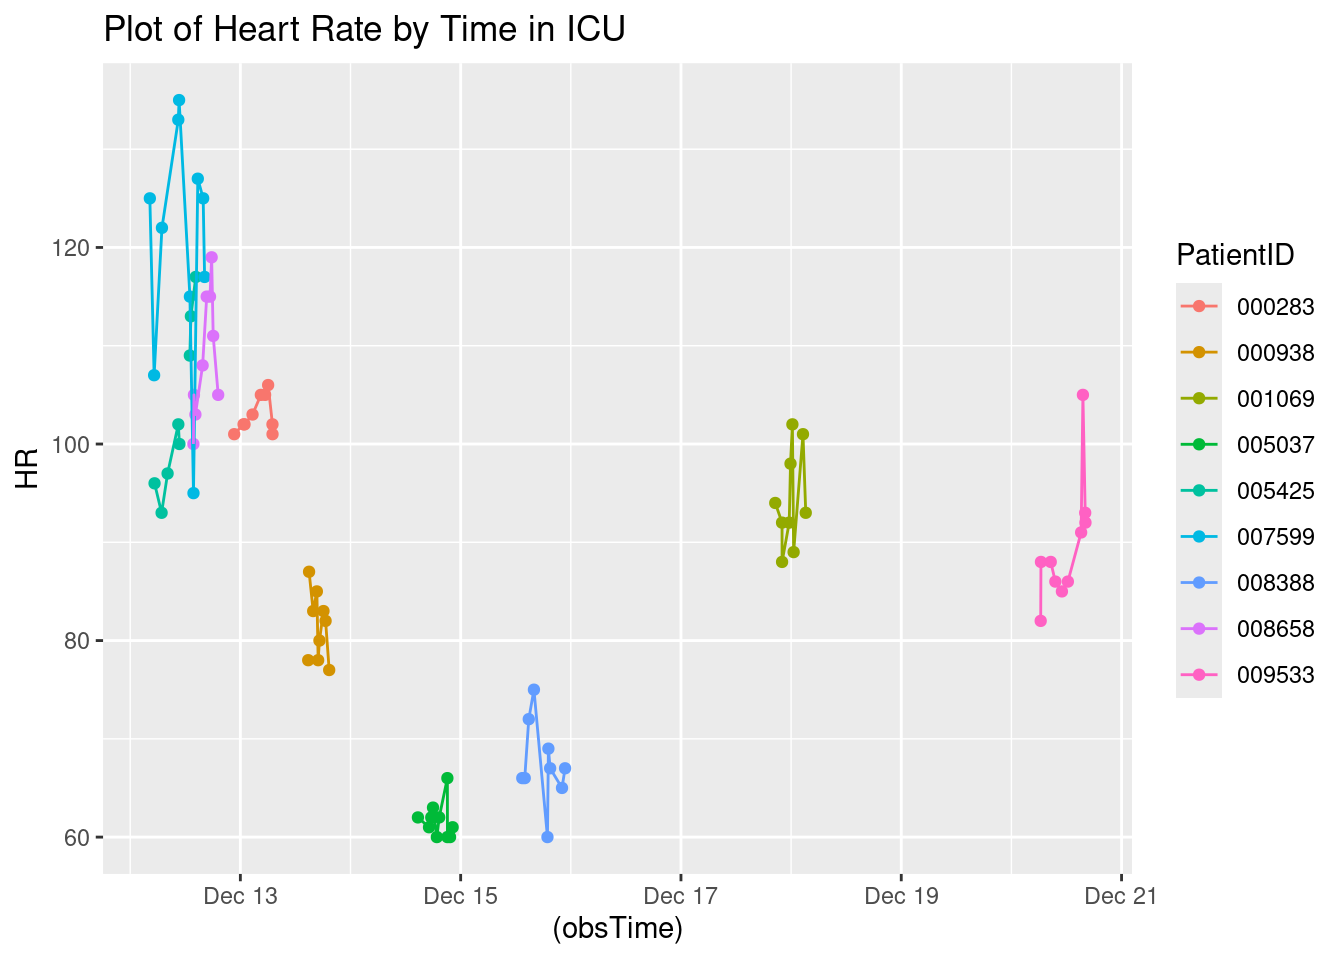 Plot of Heart Rate by Time in ICU
HR
120
100
80
60
Dec 13
Dec 15
Dec 17
Dec 19
Dec 21
(obsTime)
PatientID
000283
000938
001069
005037
005425
007599
008388
008658
009533